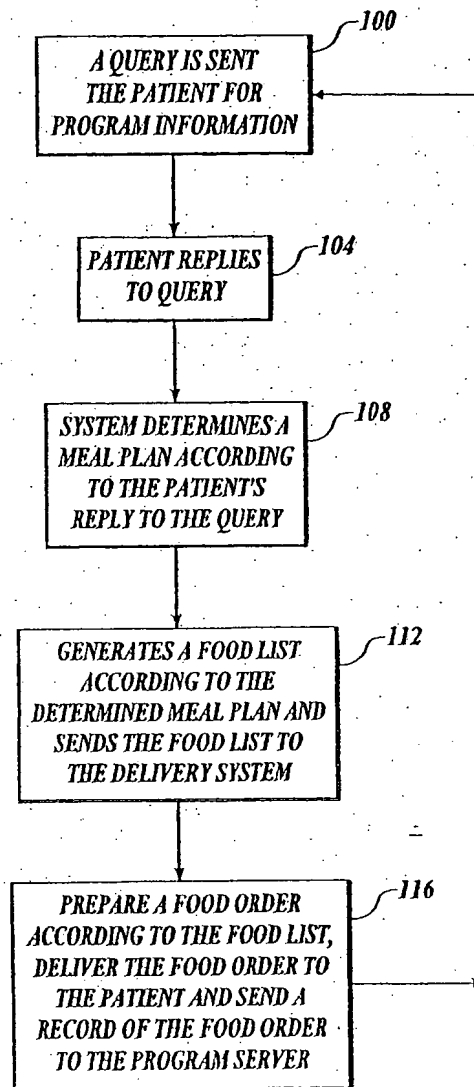 100
A QUERY IS SENT
THE PATIENT FOR
PROGRAM INFORMATION
104
PATIENT REPLIES
TO QUERY
108
SYSTEM DETERMINES A
MEAL PLAN ACCORDING
TO THE PATIENT'S
REPLY TO THE QUERY
112
GENERATES A FOOD LIST
ACCORDING TO THE
DETERMINED MEAL PLAN AND
SENDS THE FOOD LIST TO
THE DELIVERY SYSTEM
116
PREPARE A FOOD ORDER
ACCORDING TO THE FOOD LIST,
DELIVER THE FOOD ORDER TO
THE PATIENT AND SEND A
RECORD OF THE FOOD ORDER
TO THE PROGRAM SERVER